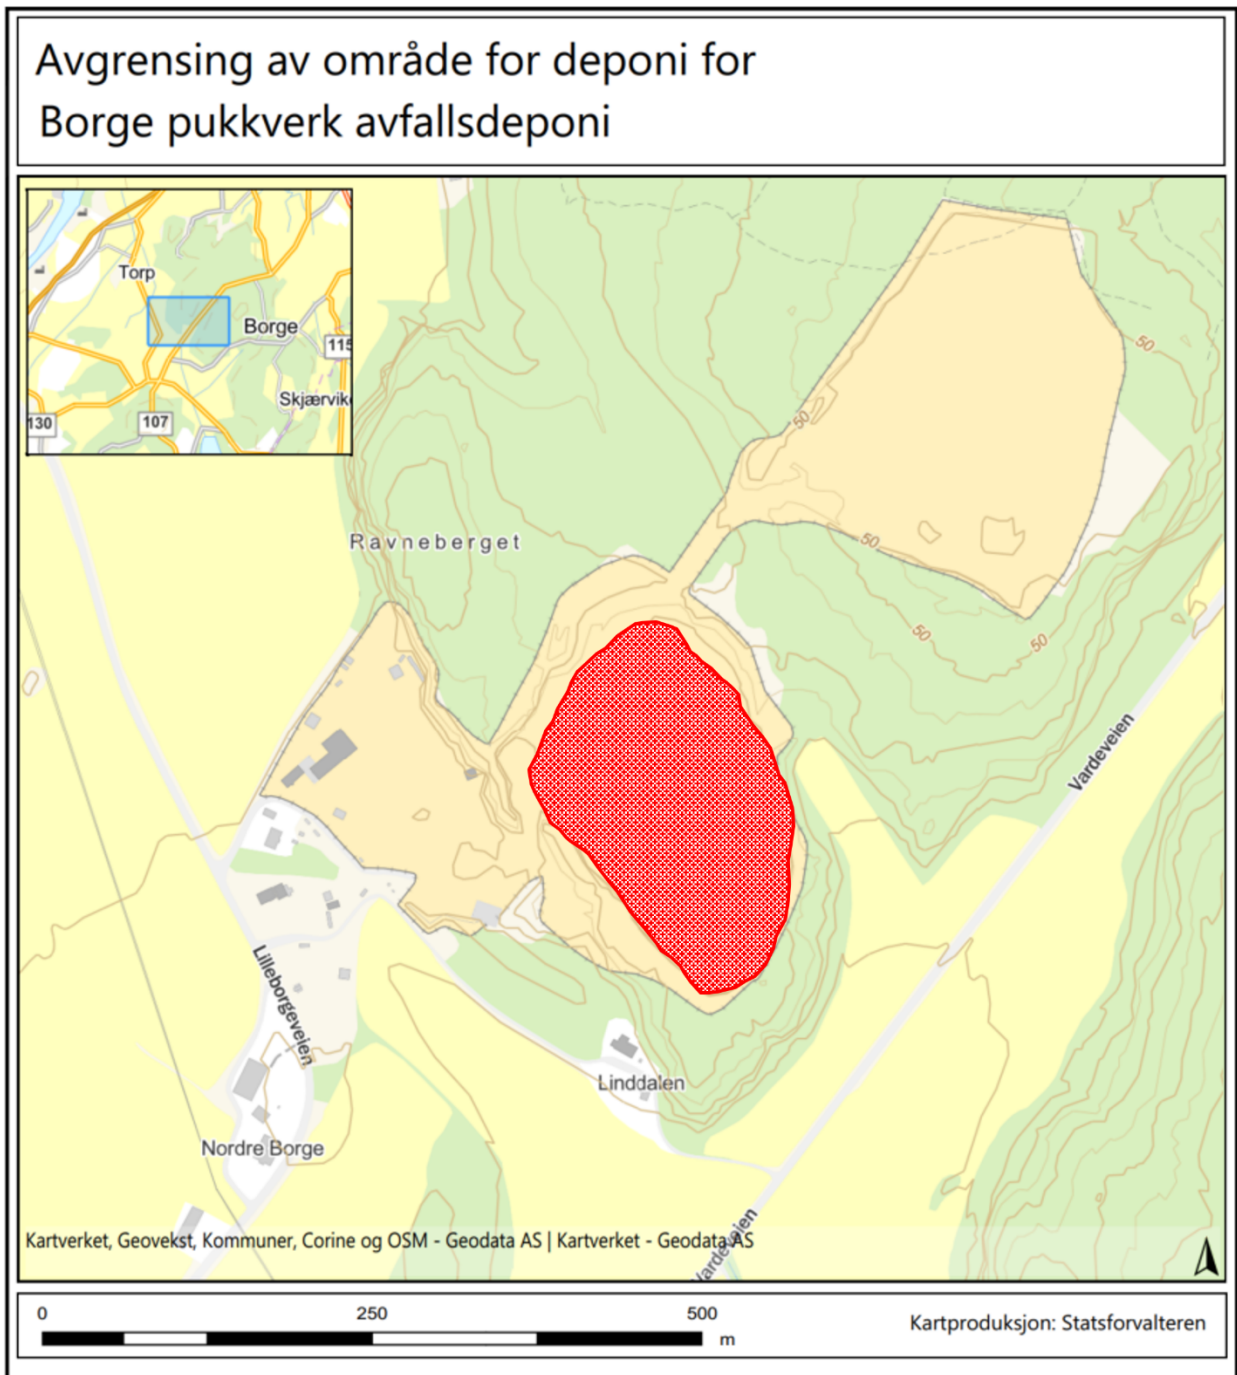 Avgrensing av område for deponi for
Borge pukkverk avfallsdeponi
Torp
Borge
115
Skjærvik
130
107
50
50
Ravneberget
50
50
50
Vardeveien
Lilleborgeveien
Linddalen
Nordre Borge
Vardeveien
Kartverket, Geovekst, Kommuner, Corine og OSM - Geodata AS | Kartverket - Geodata AS
0 250 500
m
Kartproduksjon: Statsforvalteren